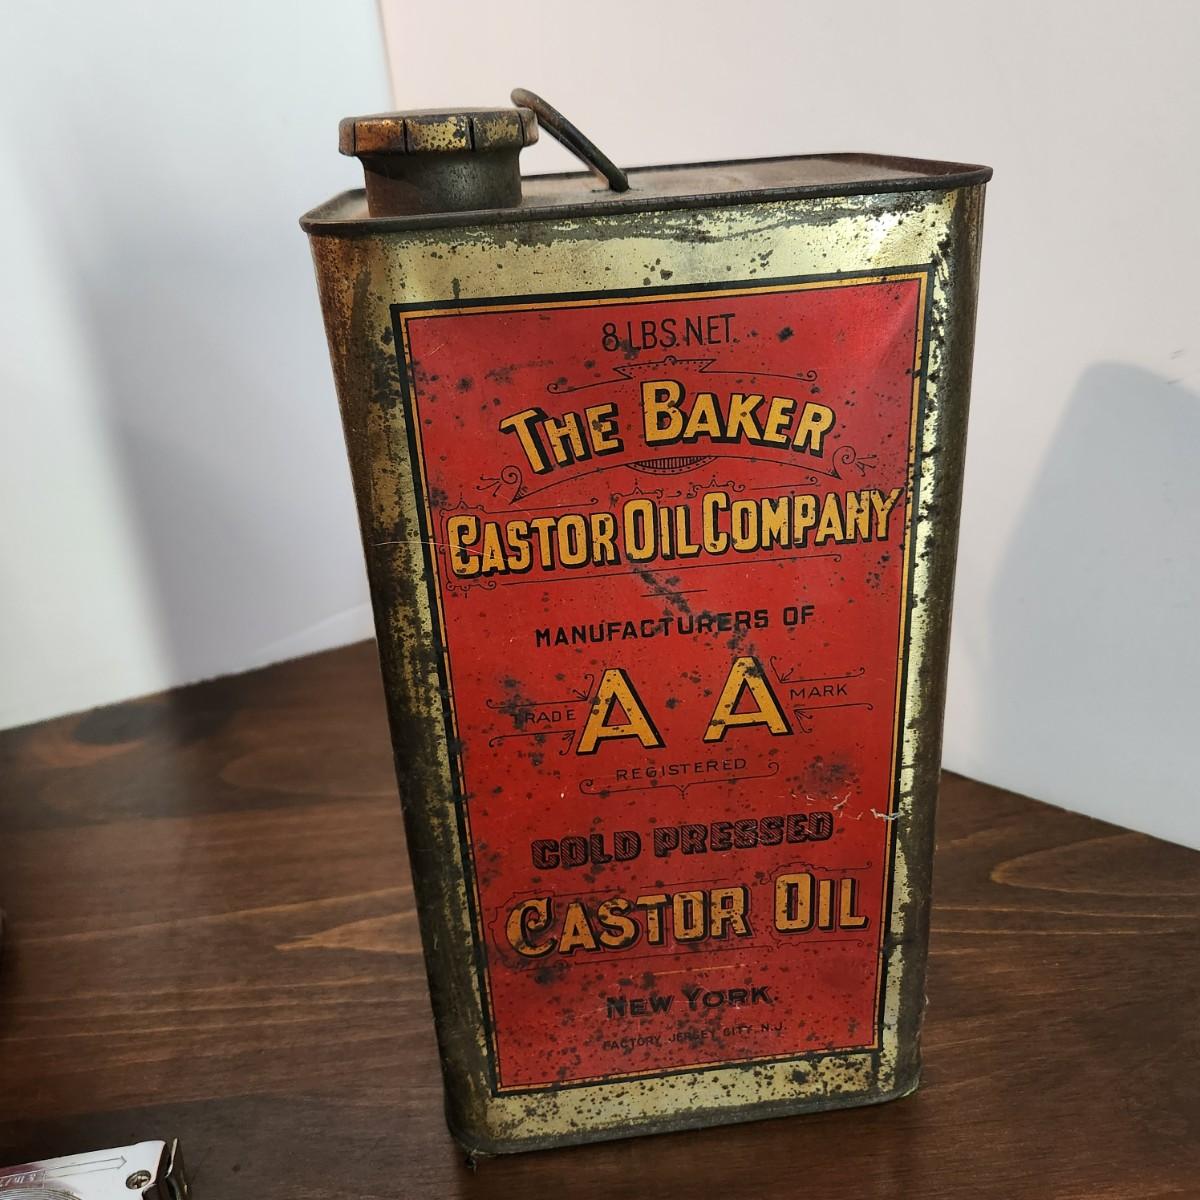 8 LBS. NET.
THE BAKER
CASTOR OIL COMPANY
MANUFACTURERS OF
TRADE A A MARK
REGISTERED
COLD PRESSED
CASTOR OIL
NEW YORK.
FACTORY, JERSEY CITY, N.J.